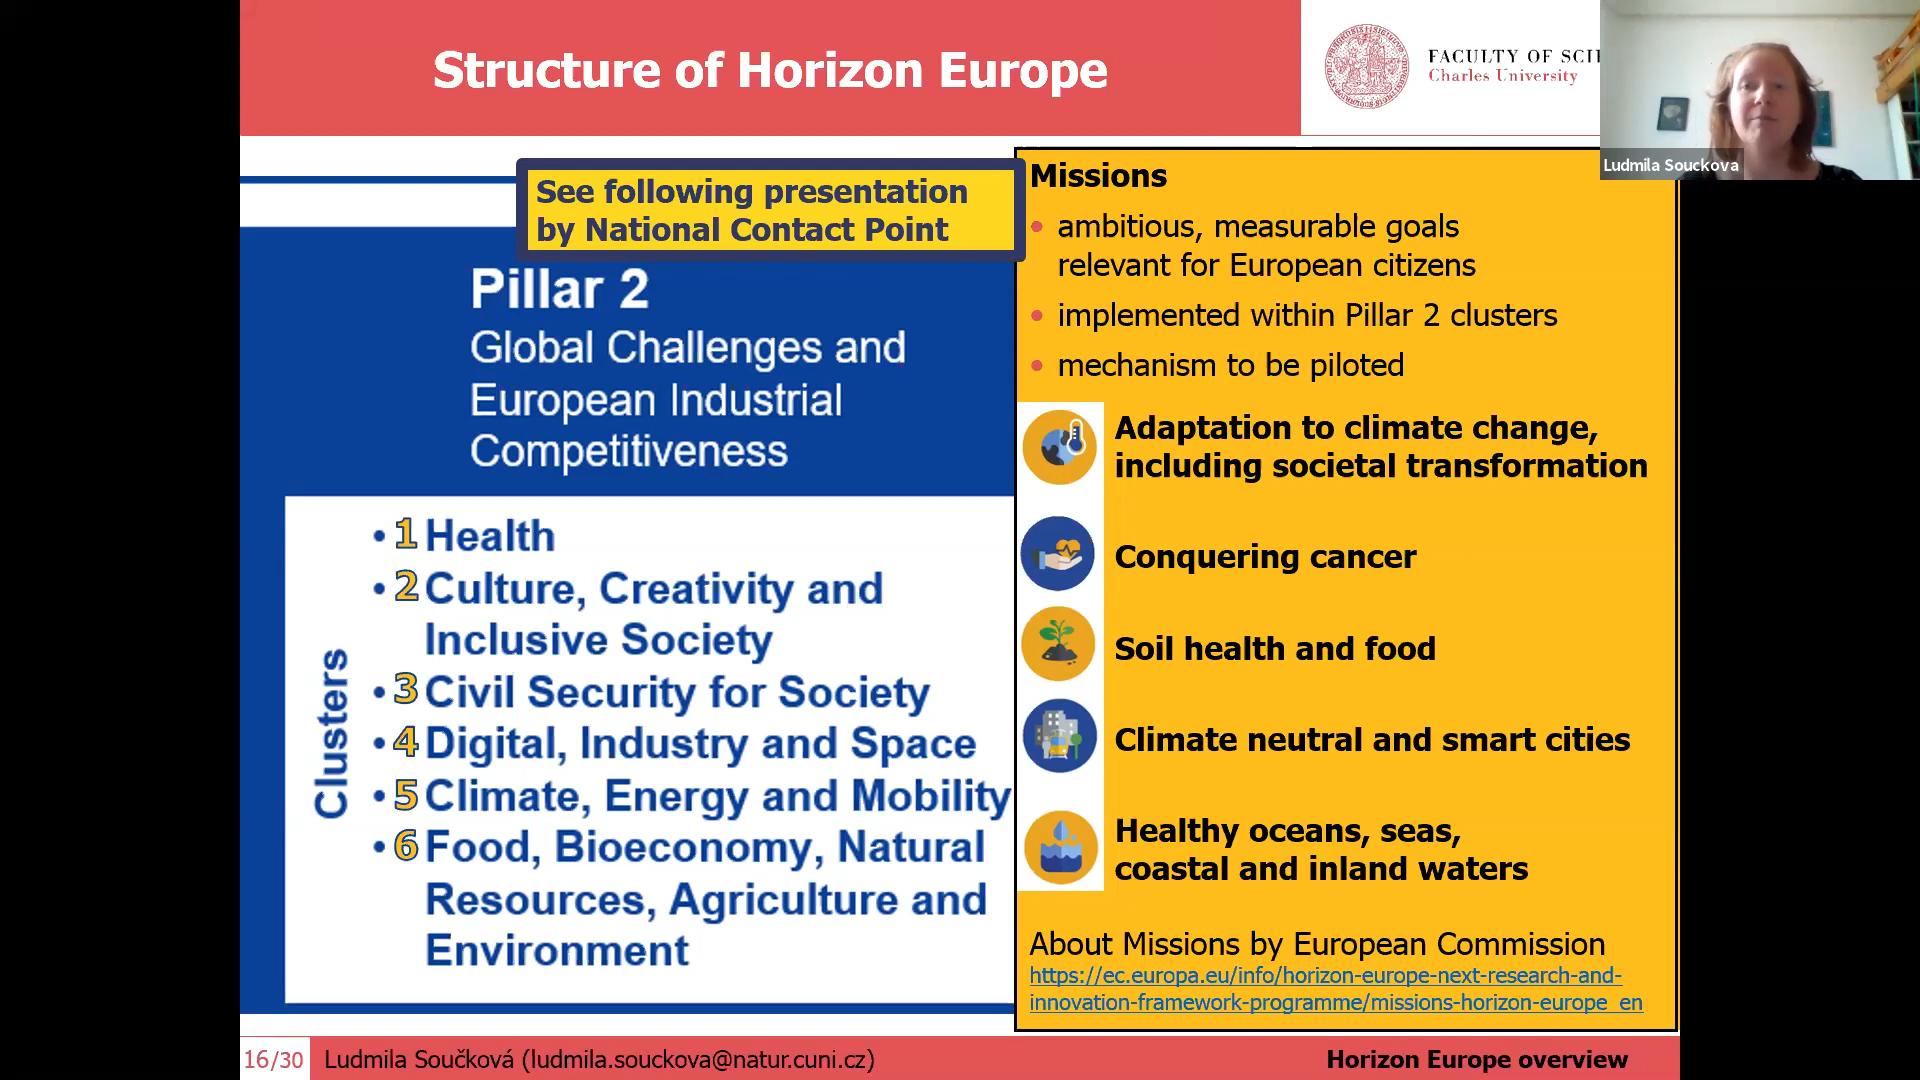 Structure of Horizon Europe
FACULTY OF SCI
Charles University
Ludmila Souckova
See following presentation
by National Contact Point
Pillar 2
Global Challenges and
European Industrial
Competitiveness
Clusters
• 1 Health
• 2 Culture, Creativity and
Inclusive Society
• 3 Civil Security for Society
• 4 Digital, Industry and Space
• 5 Climate, Energy and Mobility
• 6 Food, Bioeconomy, Natural
Resources, Agriculture and
Environment
Missions
• ambitious, measurable goals
relevant for European citizens
• implemented within Pillar 2 clusters
• mechanism to be piloted
Adaptation to climate change,
including societal transformation
Conquering cancer
Soil health and food
Climate neutral and smart cities
Healthy oceans, seas,
coastal and inland waters
About Missions by European Commission
https://ec.europa.eu/info/horizon-europe-next-research-and-
innovation-framework-programme/missions-horizon-europe_en
16/30
Ludmila Součková (ludmila.souckova@natur.cuni.cz)
Horizon Europe overview